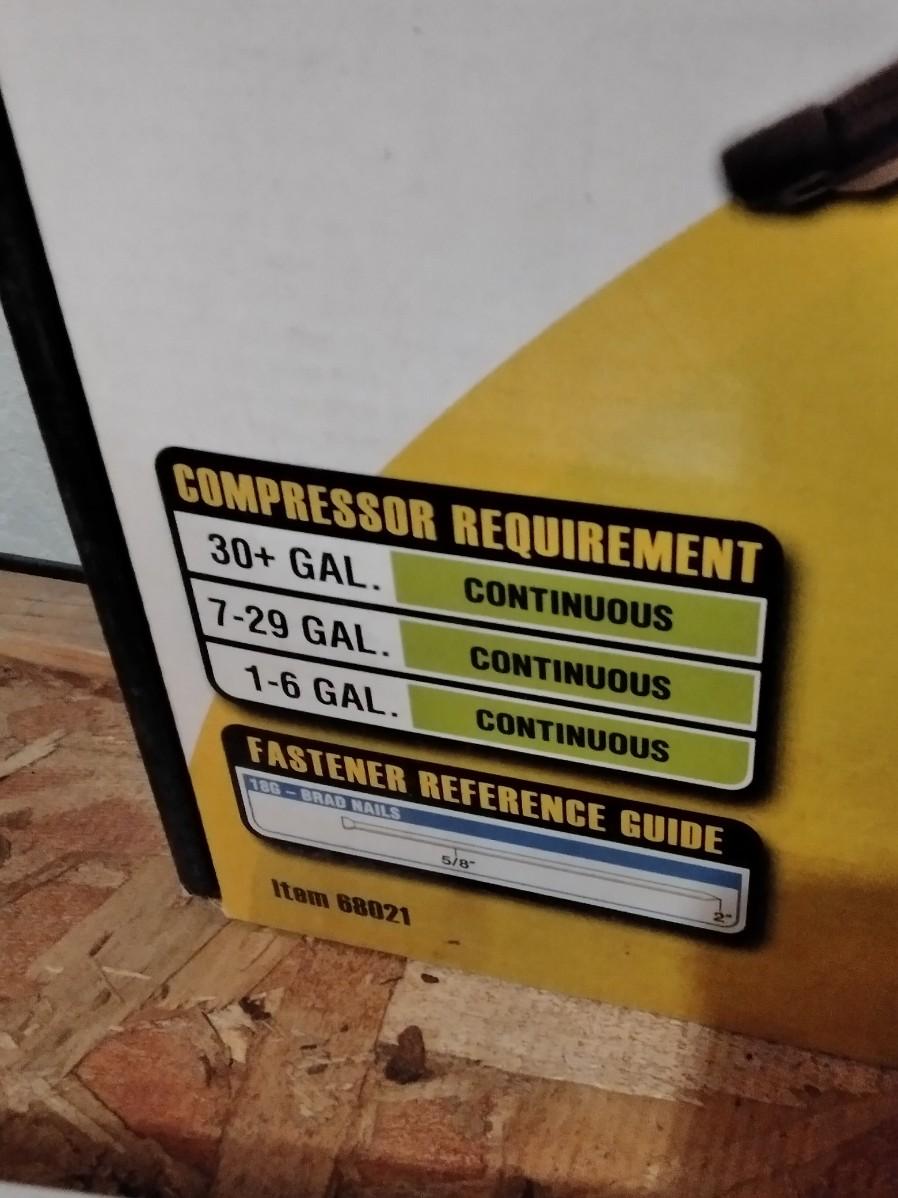 COMPRESSOR REQUIREMENT
30+ GAL. CONTINUOUS
7-29 GAL. CONTINUOUS
1-6 GAL. CONTINUOUS
FASTENER REFERENCE GUIDE
18G – BRAD NAILS
5/8"
2"
Item 68021